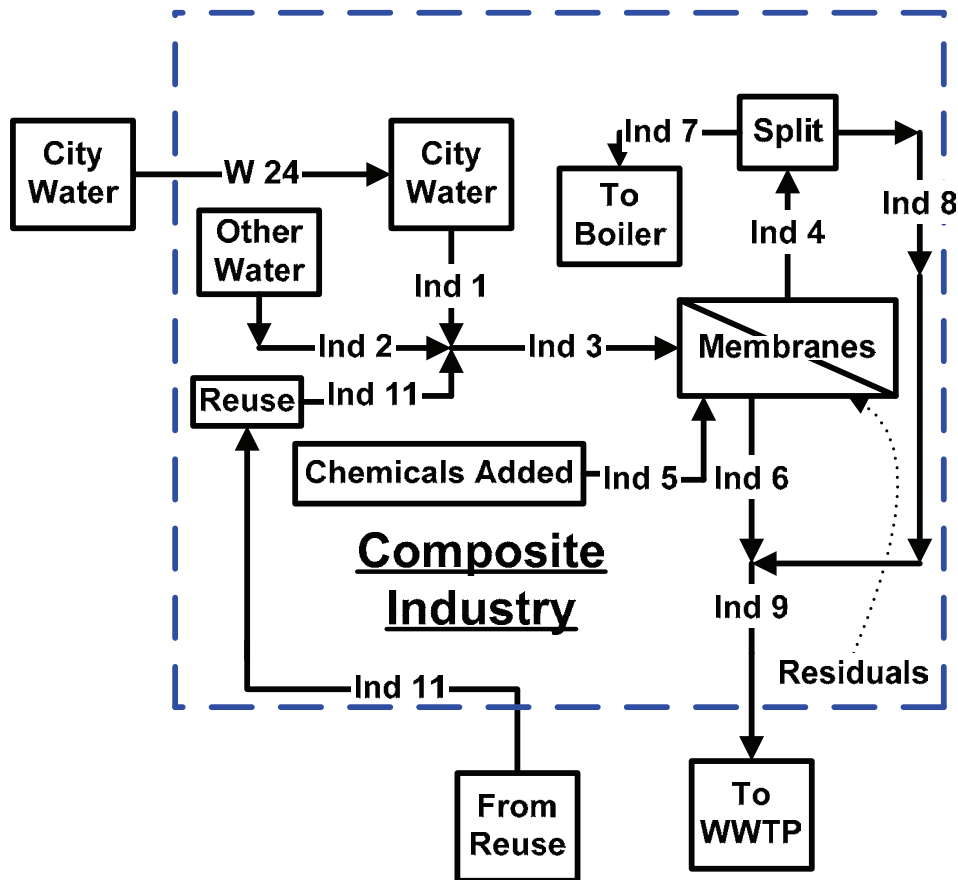 City
Water
W 24
City
Water
Ind 7
Split
Ind 8
To
Boiler
Ind 4
Other
Water
Ind 1
Ind 2
Ind 3
Membranes
Reuse
Ind 11
Chemicals Added
Ind 5
Ind 6
Composite
Industry
Ind 9
Residuals
Ind 11
From
Reuse
To
WWTP